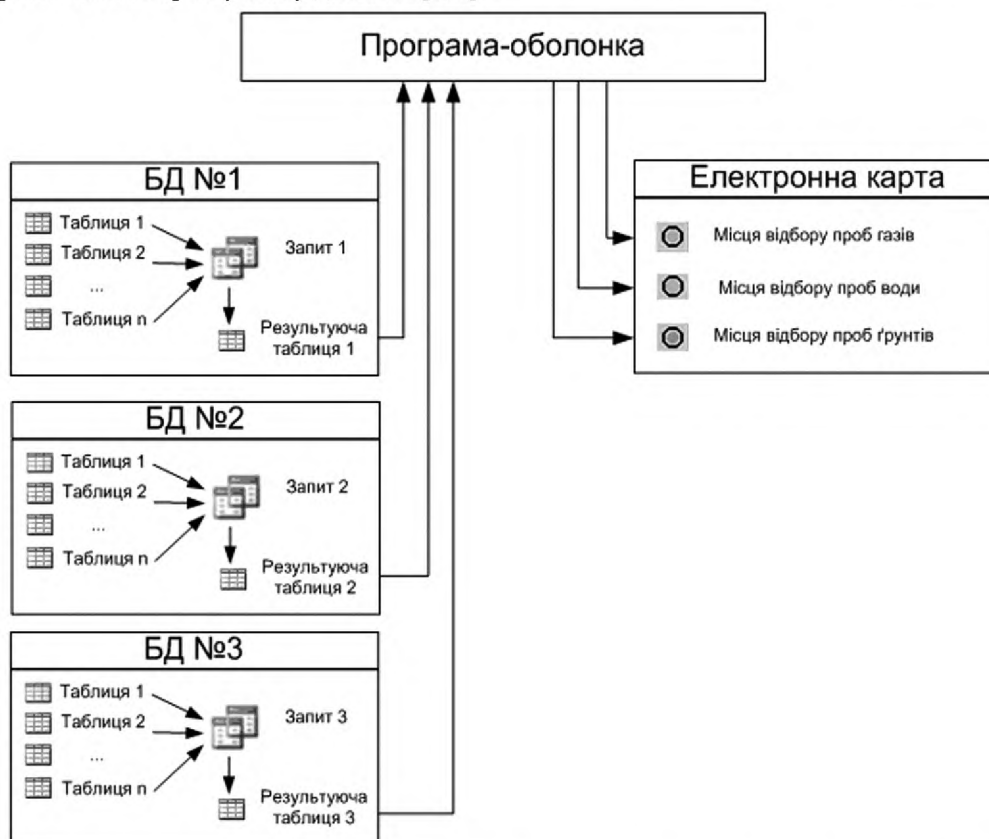 Програма-оболонка
БД №1
Таблиця 1
Таблиця 2
...
Таблиця n
Запит 1
Результуюча
таблиця 1
Електронна карта
Місця відбору проб газів
Місця відбору проб води
Місця відбору проб ґрунтів
БД №2
Таблиця 1
Таблиця 2
...
Таблиця n
Запит 2
Результуюча
таблиця 2
БД №3
Таблиця 1
Таблиця 2
...
Таблиця n
Запит 3
Результуюча
таблиця 3